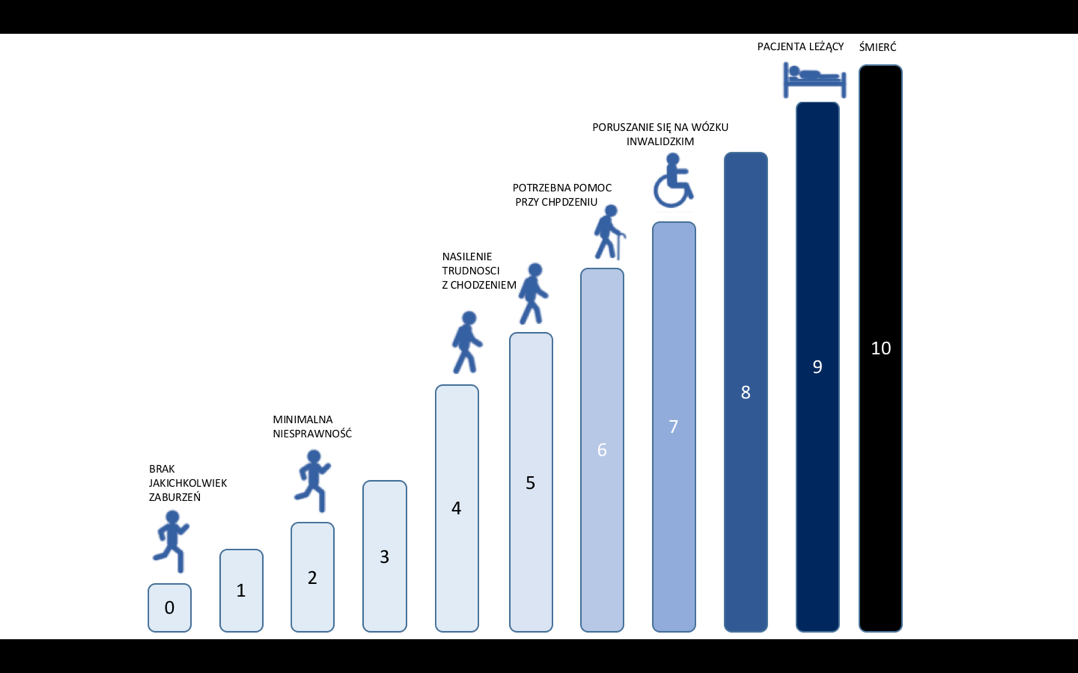 PACJENTA LEŻĄCY
ŚMIERĆ
PORUSZANIE SIĘ NA WÓZKU
INWALIDZKIM
POTRZEBNA POMOC
PRZY CHPDZENIU
NASILENIE
TRUDNOSCI
Z CHODZENIEM
MINIMALNA
NIESPRAWNOŚĆ
BRAK
JAKICHKOLWIEK
ZABURZEŃ
0
1
2
3
4
5
6
7
8
9
10